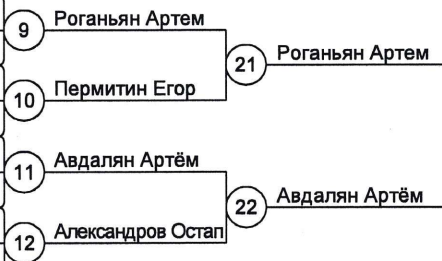 9 Роганьян Артем
21 Роганьян Артем
10 Пермитин Егор
11 Авдалян Артём
22 Авдалян Артём
12 Александров Остап